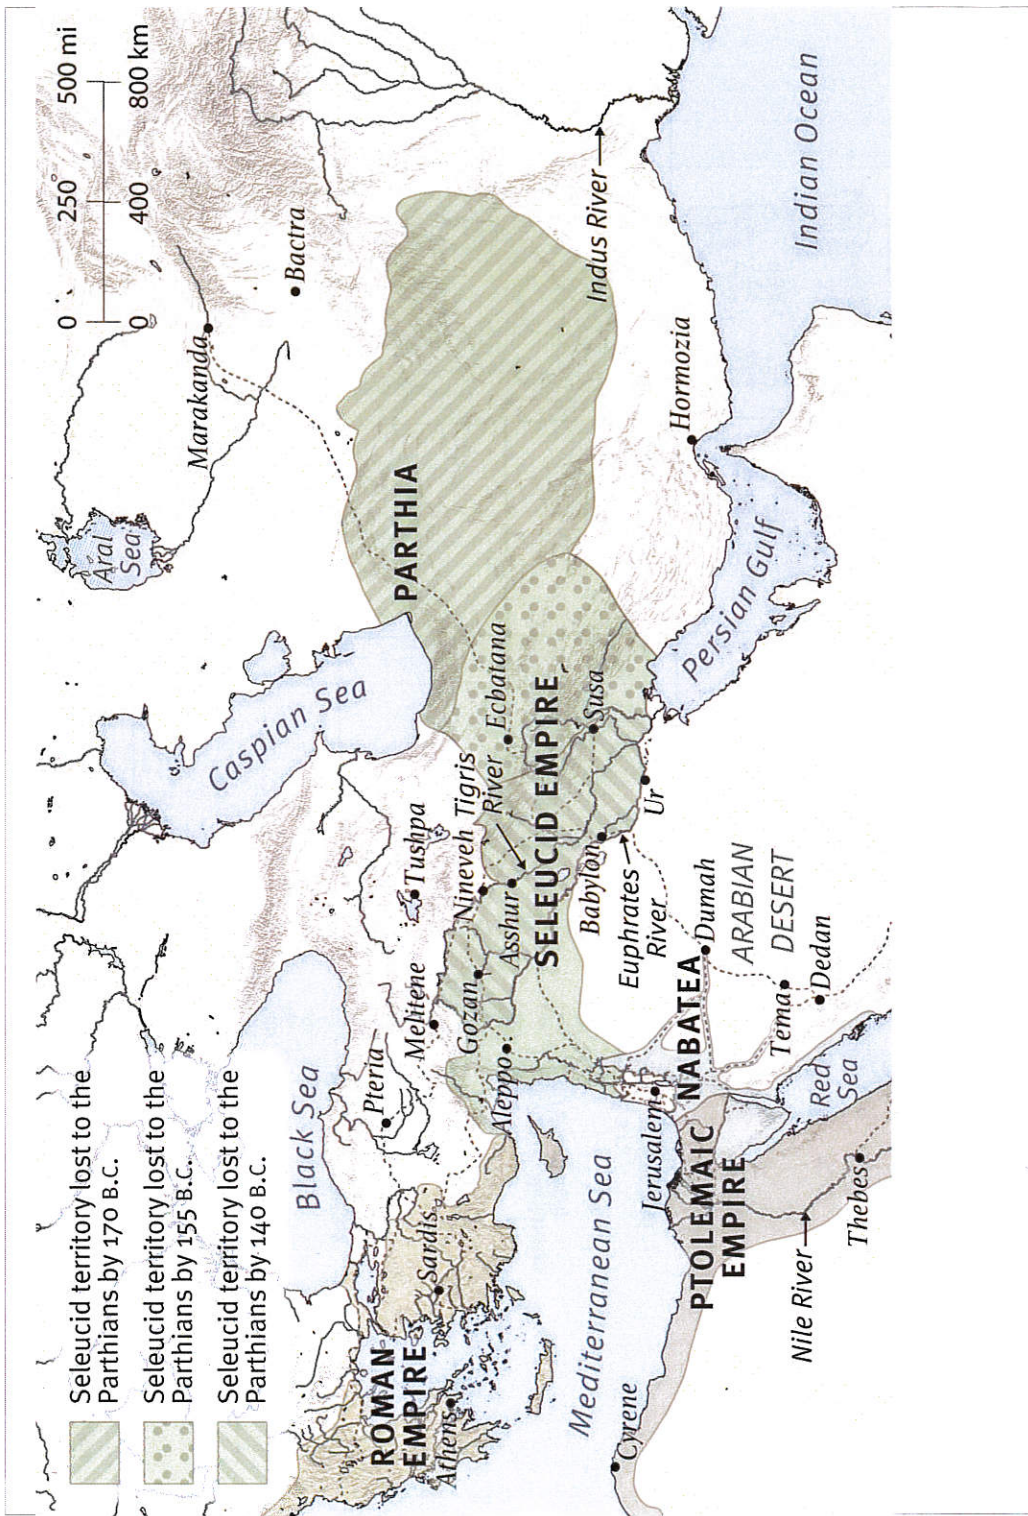 Seleucid territory lost to the
Parthians by 170 B.C.
Seleucid territory lost to the
Parthians by 155 B.C.
Seleucid territory lost to the
Parthians by 140 B.C.
0 250 500 mi
0 400 800 km
Aral
Sea
Marakanda
Bactra
Black Sea
Caspian Sea
PARTHIA
Pteria
Tushpa
Melitene
ROMAN
EMPIRE
Sardis
Athens
Gozan
Nineveh
Tigris
River
Ecbatana
Aleppo
Asshur
SELEUCID EMPIRE
Susa
Babylon
Mediterranean Sea
Indus River
Cyrene
Jerusalem
Euphrates
River
Ur
Hormozia
Persian Gulf
PTOLEMAIC
EMPIRE
NABATEA
Dumah
ARABIAN
DESERT
Indian Ocean
Nile River
Tema
Dedan
Red
Sea
Thebes